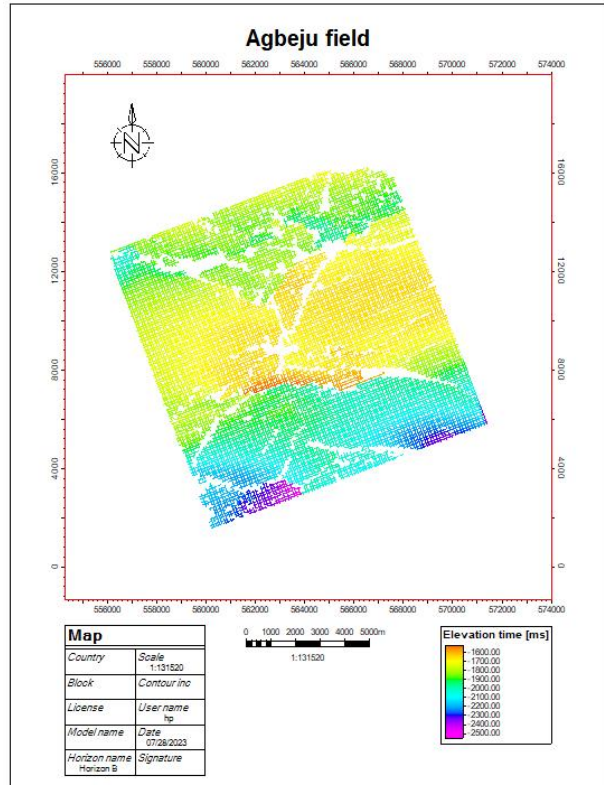 Agbeju field
556000 558000 560000 562000 564000 566000 568000 570000 572000 574000
16000 16000
12000 12000
8000 8000
4000 4000
0 0
556000 558000 560000 562000 564000 566000 568000 570000 572000 574000
N
Map
Country Scale
1:131520
Block Contour inc
License User name
hp
Model name Date
07/28/2023
Horizon name Signature
Horizon B
0 1000 2000 3000 4000 5000m
1:131520
Elevation time [ms]
-1600.00
-1700.00
-1800.00
-1900.00
-2000.00
-2100.00
-2200.00
-2300.00
-2400.00
-2500.00